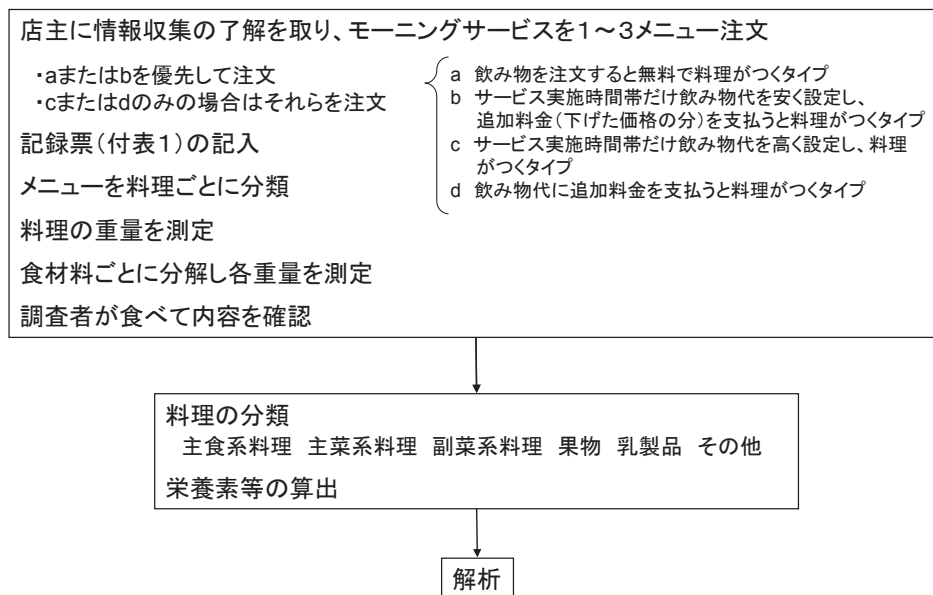 店主に情報収集の了解を取り、モーニングサービスを1～3メニュー注文
・aまたはbを優先して注文
・cまたはdのみの場合はそれらを注文
a 飲み物を注文すると無料で料理がつくタイプ
b サービス実施時間帯だけ飲み物代を安く設定し、
追加料金(下げた価格の分)を支払うと料理がつくタイプ
c サービス実施時間帯だけ飲み物代を高く設定し、料理
がつくタイプ
d 飲み物代に追加料金を支払うと料理がつくタイプ
記録票(付表1)の記入
メニューを料理ごとに分類
料理の重量を測定
食材料ごとに分解し各重量を測定
調査者が食べて内容を確認
料理の分類
主食系料理 主菜系料理 副菜系料理 果物 乳製品 その他
栄養素等の算出
解析